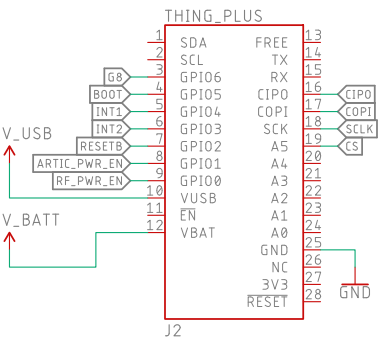 THING_PLUS
1 SDA FREE 13
2 SCL TX 14
G8 3 GPIO6 RX 15
BOOT 4 GPIO5 CIPO 16 CIPO
INT1 5 GPIO4 COPI 17 COPI
INT2 6 GPIO3 SCK 18 SCLK
RESETB 7 GPIO2 A5 19 CS
ARTIC_PWR_EN 8 GPIO1 A4 20
RF_PWR_EN 9 GPIO0 A3 21
V_USB 10 VUSB A2 22
11 EN A1 23
V_BATT 12 VBAT A0 24
GND 25
NC 26
3V3 27
GND
RESET 28
J2